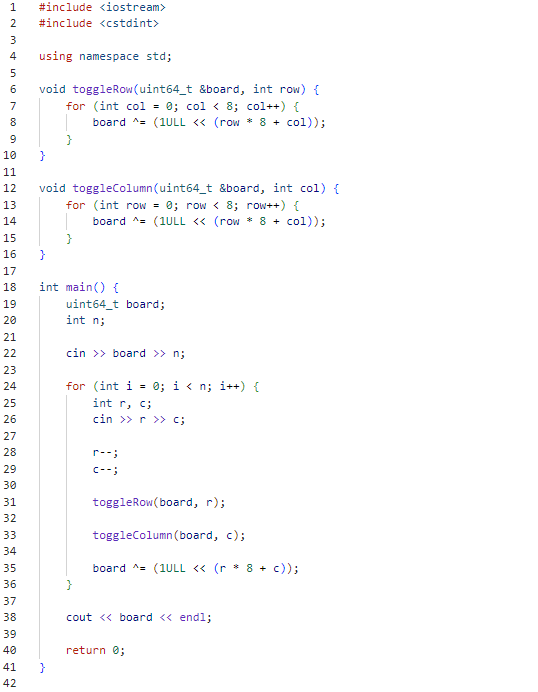 1 #include <iostream>
2 #include <cstdint>
3
4 using namespace std;
5
6 void toggleRow(uint64_t &board, int row) {
7     for (int col = 0; col < 8; col++) {
8         board ^= (1ULL << (row * 8 + col));
9     }
10 }
11
12 void toggleColumn(uint64_t &board, int col) {
13     for (int row = 0; row < 8; row++) {
14         board ^= (1ULL << (row * 8 + col));
15     }
16 }
17
18 int main() {
19     uint64_t board;
20     int n;
21
22     cin >> board >> n;
23
24     for (int i = 0; i < n; i++) {
25         int r, c;
26         cin >> r >> c;
27
28         r--;
29         c--;
30
31         toggleRow(board, r);
32
33         toggleColumn(board, c);
34
35         board ^= (1ULL << (r * 8 + c));
36     }
37
38     cout << board << endl;
39
40     return 0;
41 }
42